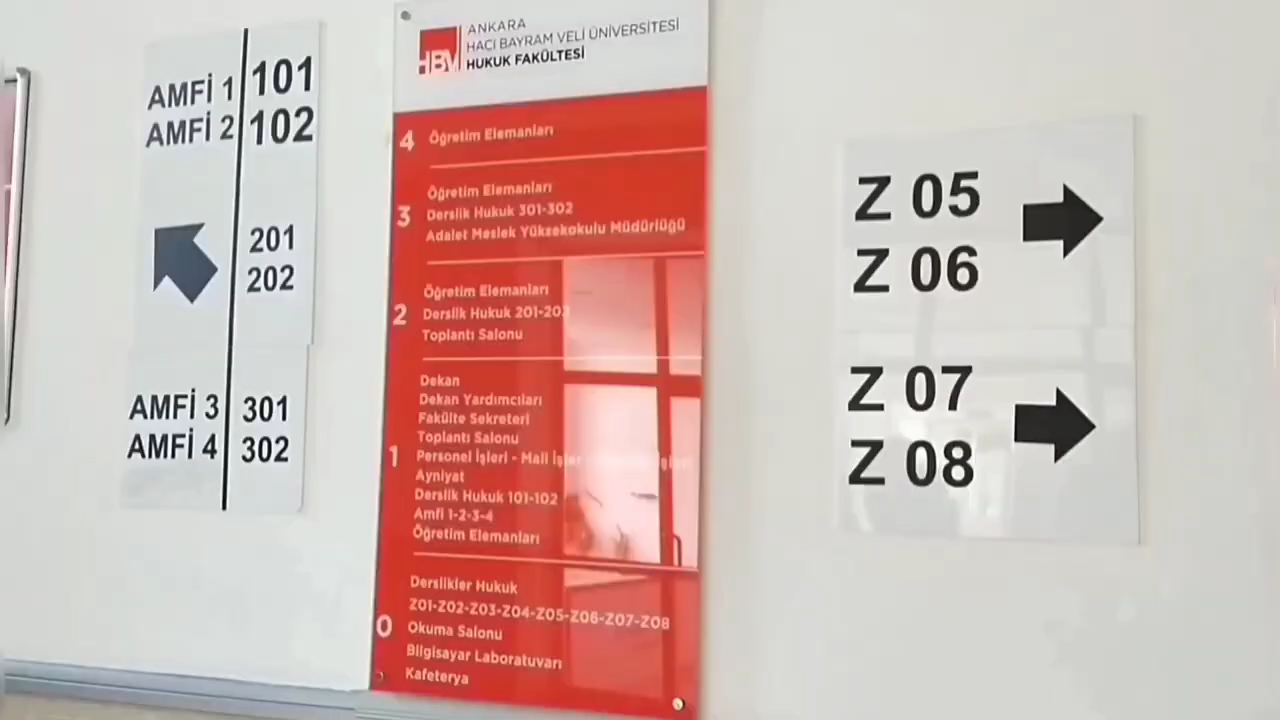 AMFİ 1 101
AMFİ 2 102
201
202
AMFİ 3 301
AMFİ 4 302
HBV
ANKARA
HACI BAYRAM VELİ ÜNİVERSİTESİ
HUKUK FAKÜLTESİ
4 Öğretim Elemanları
Öğretim Elemanları
3 Derslik Hukuk 301-302
Adalet Meslek Yüksekokulu Müdürlüğü
Öğretim Elemanları
2 Derslik Hukuk 201-202
Toplantı Salonu
Dekan
Dekan Yardımcıları
Fakülte Sekreteri
Toplantı Salonu
1 Personel İşleri - Mali İşler
Ayniyat
Derslik Hukuk 101-102
Amfi 1-2-3-4
Öğretim Elemanları
Derslikler Hukuk
Z01-Z02-Z03-Z04-Z05-Z06-Z07-Z08
0 Okuma Salonu
Bilgisayar Laboratuvarı
Kafeterya
Z 05
Z 06
Z 07
Z 08